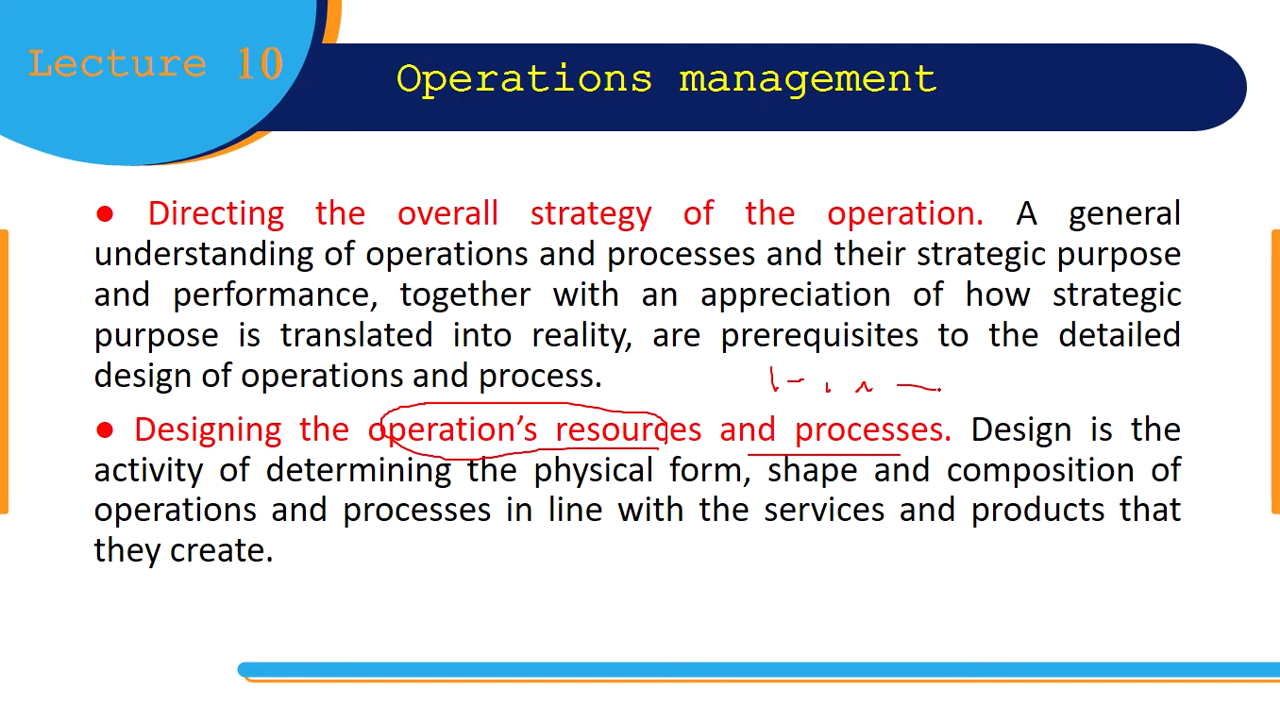 Lecture 10
Operations management
● Directing the overall strategy of the operation. A general
understanding of operations and processes and their strategic purpose
and performance, together with an appreciation of how strategic
purpose is translated into reality, are prerequisites to the detailed
design of operations and process.
● Designing the operation’s resources and processes. Design is the
activity of determining the physical form, shape and composition of
operations and processes in line with the services and products that
they create.